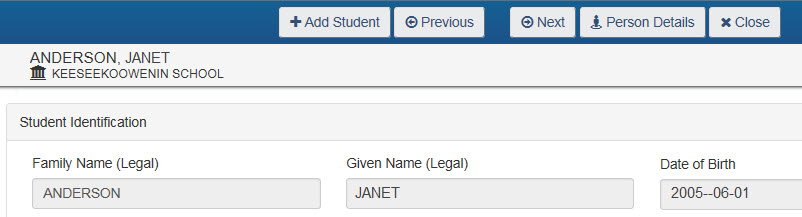 Add Student Previous Next Person Details Close
ANDERSON, JANET
KEESEEKOOWENIN SCHOOL
Student Identification
Family Name (Legal) Given Name (Legal) Date of Birth
ANDERSON JANET 2005--06-01